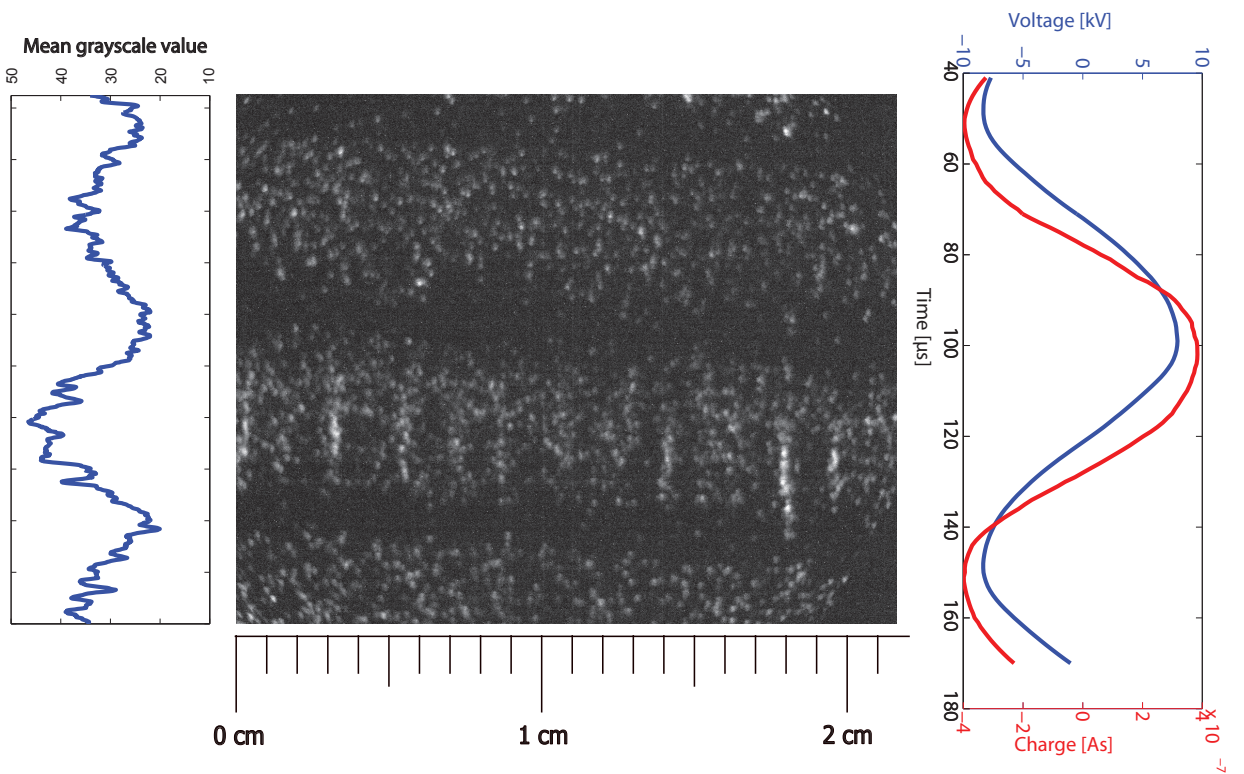 Mean grayscale value
50 40 30 20 10
0 cm 1 cm 2 cm
Voltage [kV]
−10 −5 0 5 10
Time [µs]
40
60
80
100
120
140
160
180
−4 −2 0 2 4
x 10
−7
Charge [As]